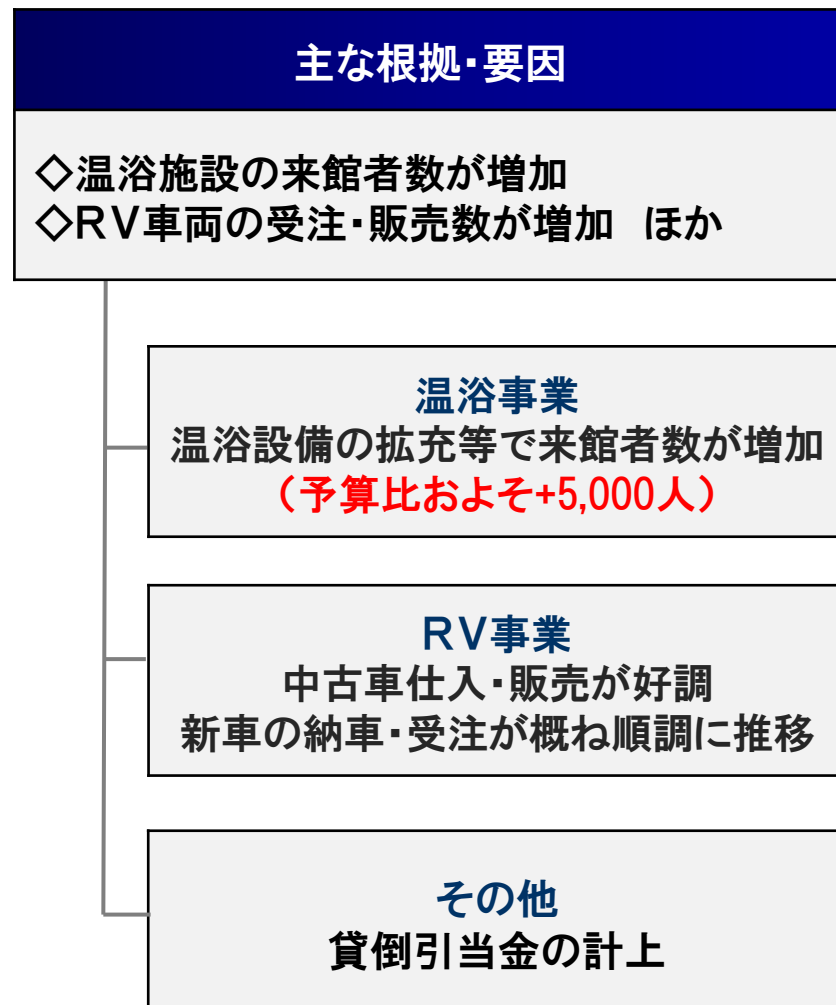 主な根拠・要因
◇温浴施設の来館者数が増加
◇ＲＶ車両の受注・販売数が増加　ほか
温浴事業
温浴設備の拡充等で来館者数が増加
（予算比およそ+5,000人）
ＲＶ事業
中古車仕入・販売が好調
新車の納車・受注が概ね順調に推移
その他
貸倒引当金の計上